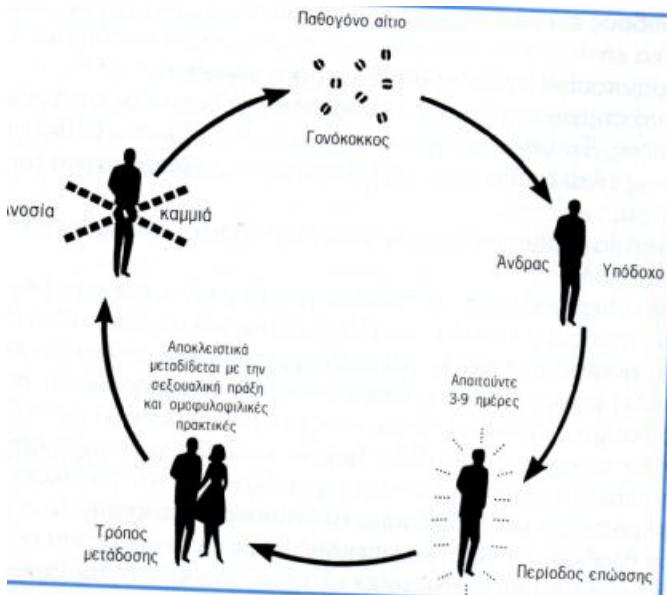 Παθογόνο αίτιο
Γονόκοκκος
Άνδρας Υπόδοχο
Απαιτούντε
3-9 ημέρες
Περίοδος επώασης
Αποκλειστικά
μεταδίδεται με την
σεξουαλική πράξη
και ομοφυλοφιλικές
πρακτικές
Τρόπος
μετάδοσης
νοσία καμμιά